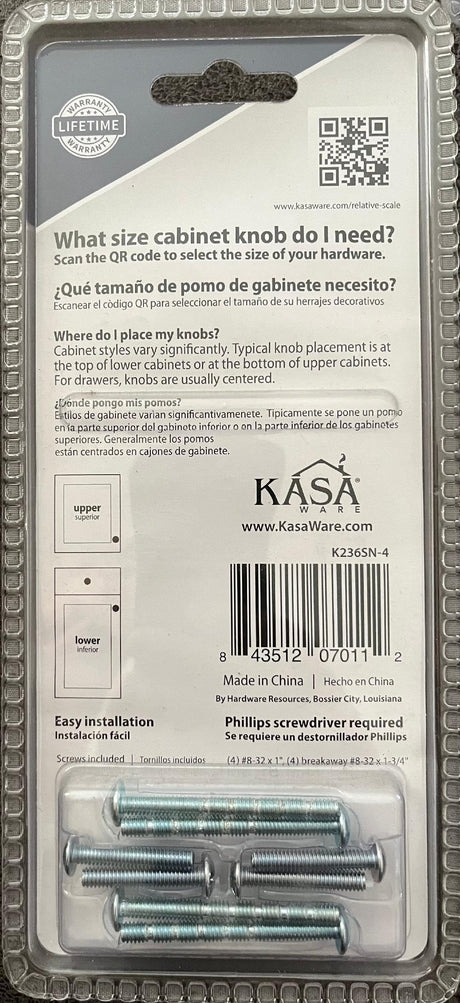 WARRANTY
LIFETIME
WARRANTY
www.kasaware.com/relative-scale
What size cabinet knob do I need?
Scan the QR code to select the size of your hardware.
¿Qué tamaño de pomo de gabinete necesito?
Escanear el código QR para seleccionar el tamaño de su herrajes decorativos
Where do I place my knobs?
Cabinet styles vary significantly. Typical knob placement is at
the top of lower cabinets or at the bottom of upper cabinets.
For drawers, knobs are usually centered.
¿Dónde pongo mis pomos?
Estilos de gabinete varian significantivamenete. Tipicamente se pone un pomo
en la parte superior del gabineto inferior o en la parte inferior de los gabinetes
superiores. Generalmente los pomos
están centrados en cajones de gabinete.
upper
superior
KASA®
WARE
www.KasaWare.com
K236SN-4
lower
inferior
8 43512 07011 2
Made in China | Hecho en China
By Hardware Resources, Bossier City, Louisiana
Easy installation
Instalación fácil
Phillips screwdriver required
Se requiere un destornillador Phillips
Screws included | Tornillos incluidos
(4) #8-32 x 1", (4) breakaway #8-32 x 1-3/4"